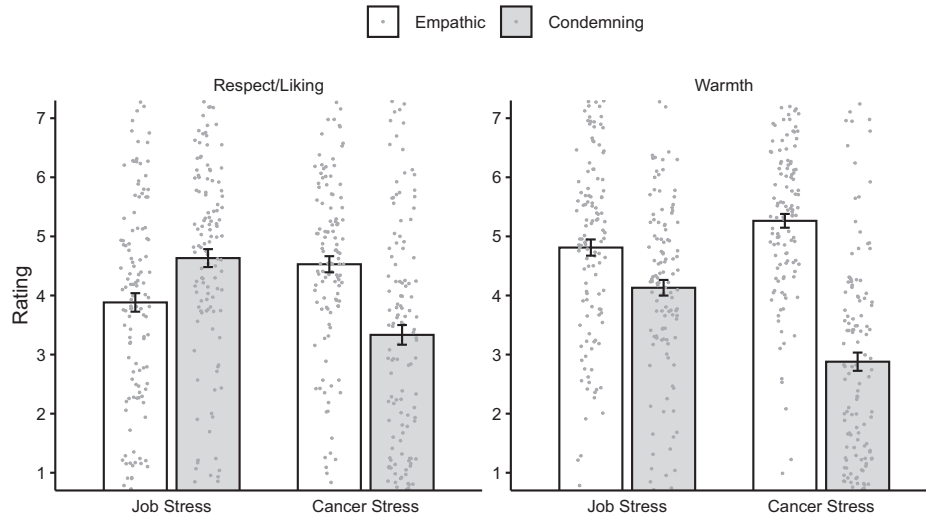 Empathic Condemning
Respect/Liking
Warmth
Rating
7
6
5
4
3
2
1
7
6
5
4
3
2
1
Job Stress Cancer Stress
Job Stress Cancer Stress